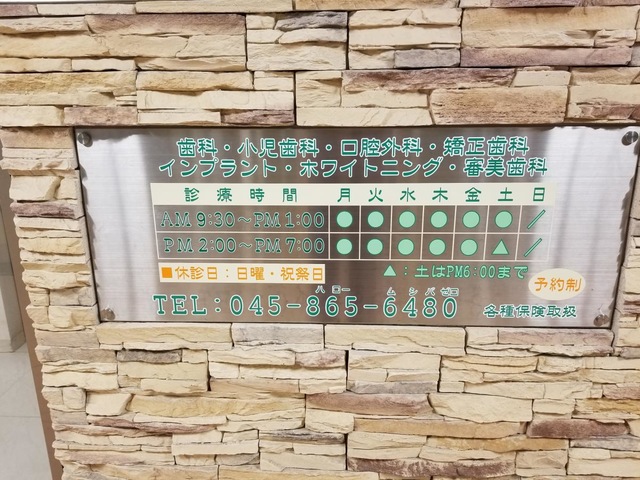 歯科・小児歯科・口腔外科・矯正歯科
インプラント・ホワイトニング・審美歯科
診療時間 月 火 水 木 金 土 日
AM 9:30～PM 1:00 ● ● ● ● ● ● ／
PM 2:00～PM 7:00 ● ● ● ● ● ▲ ／
■休診日：日曜・祝祭日 ▲：土はPM6:00まで
予約制
ハロー ムシバゼロ
TEL：045-865-6480 各種保険取扱